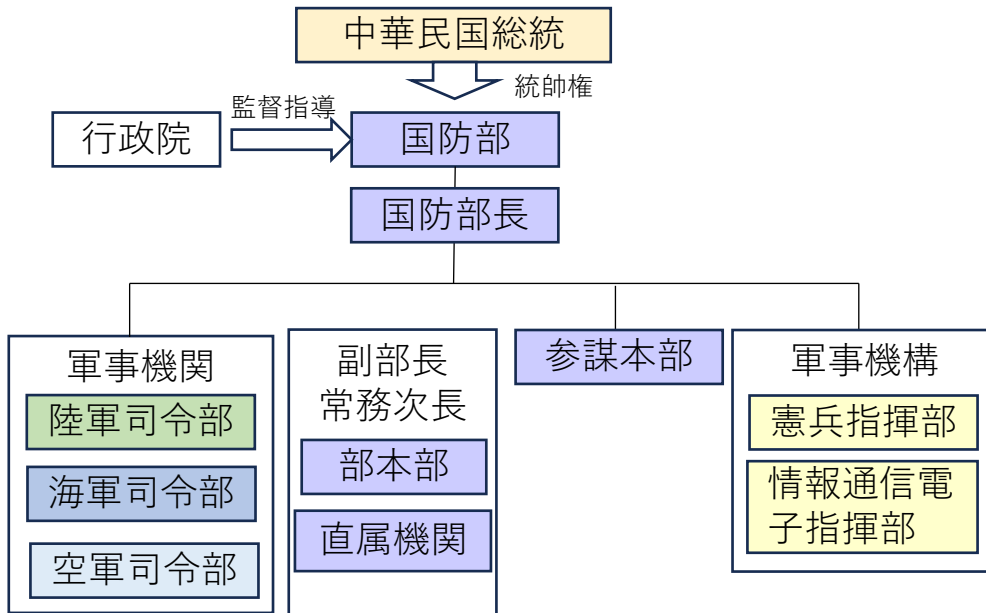 中華民国総統
統帥権
監督指導
行政院
国防部
国防部長
軍事機関
陸軍司令部
海軍司令部
空軍司令部
副部長
常務次長
部本部
直属機関
参謀本部
軍事機構
憲兵指揮部
情報通信電
子指揮部